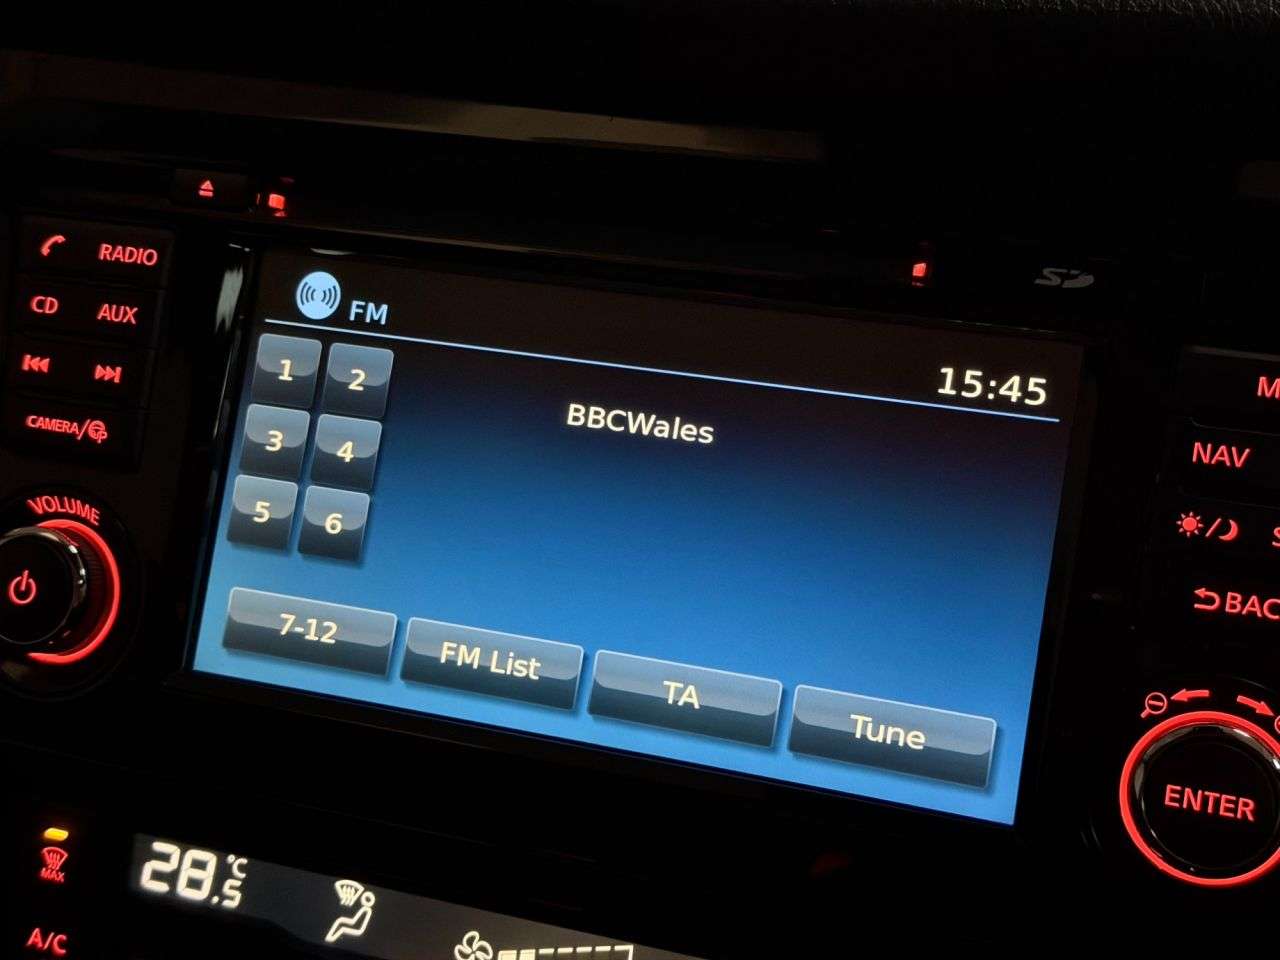 RADIO
CD AUX
CAMERA/
VOLUME
FM
15:45
1 2
3 4
5 6
BBCWales
7-12 FM List TA Tune
SD
NAV
BAC
ENTER
MAX
28.5°C
A/C